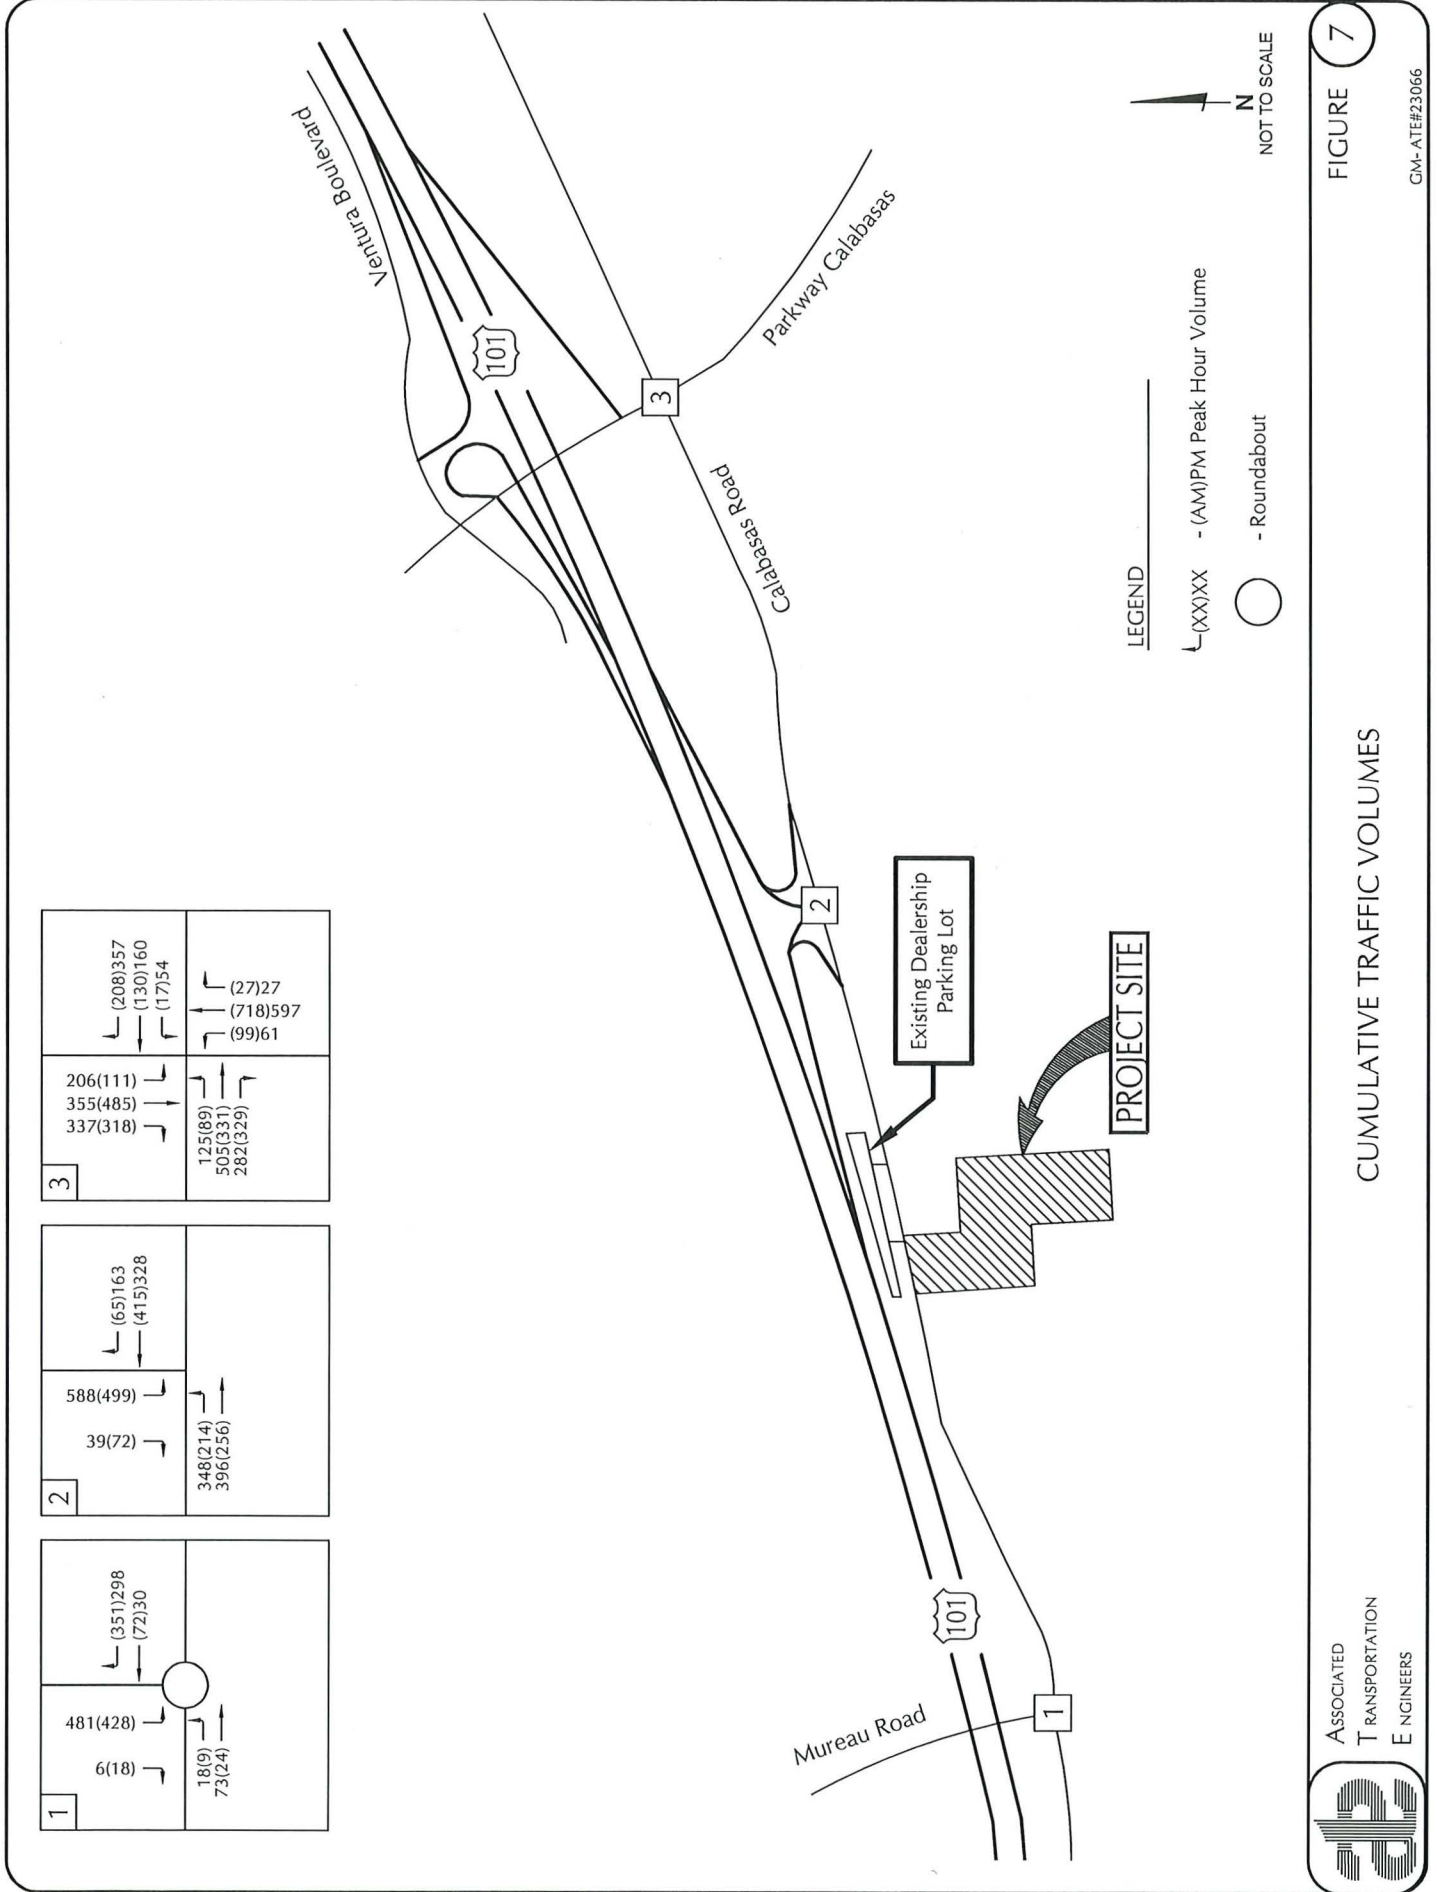 1
481(428)
6(18)
(351)298
(72)30
18(9)
73(24)
2
588(499)
39(72)
(65)163
(415)328
348(214)
396(256)
3
206(111)
355(485)
337(318)
(208)357
(130)160
(17)54
125(89)
505(331)
282(329)
(27)27
(718)597
(99)61
Ventura Boulevard
101
3
Parkway Calabasas
Calabasas Road
2
Existing Dealership
Parking Lot
PROJECT SITE
101
Mureau Road
1
N
NOT TO SCALE
LEGEND
(XX)XX - (AM)PM Peak Hour Volume
- Roundabout
ate
ASSOCIATED
TRANSPORTATION
ENGINEERS
CUMULATIVE TRAFFIC VOLUMES
FIGURE 7
GM- ATE#23066